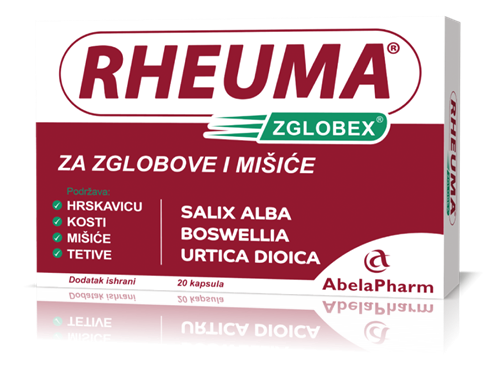 RHEUMA®
ZGLOBEX®
ZA ZGLOBOVE I MIŠIĆE
Podržava:
HRSKAVICU
KOSTI
MIŠIĆE
TETIVE
SALIX ALBA
BOSWELLIA
URTICA DIOICA
Dodatak ishrani
20 kapsula
AbelaPharm
RHEUMA
AbelaPharm